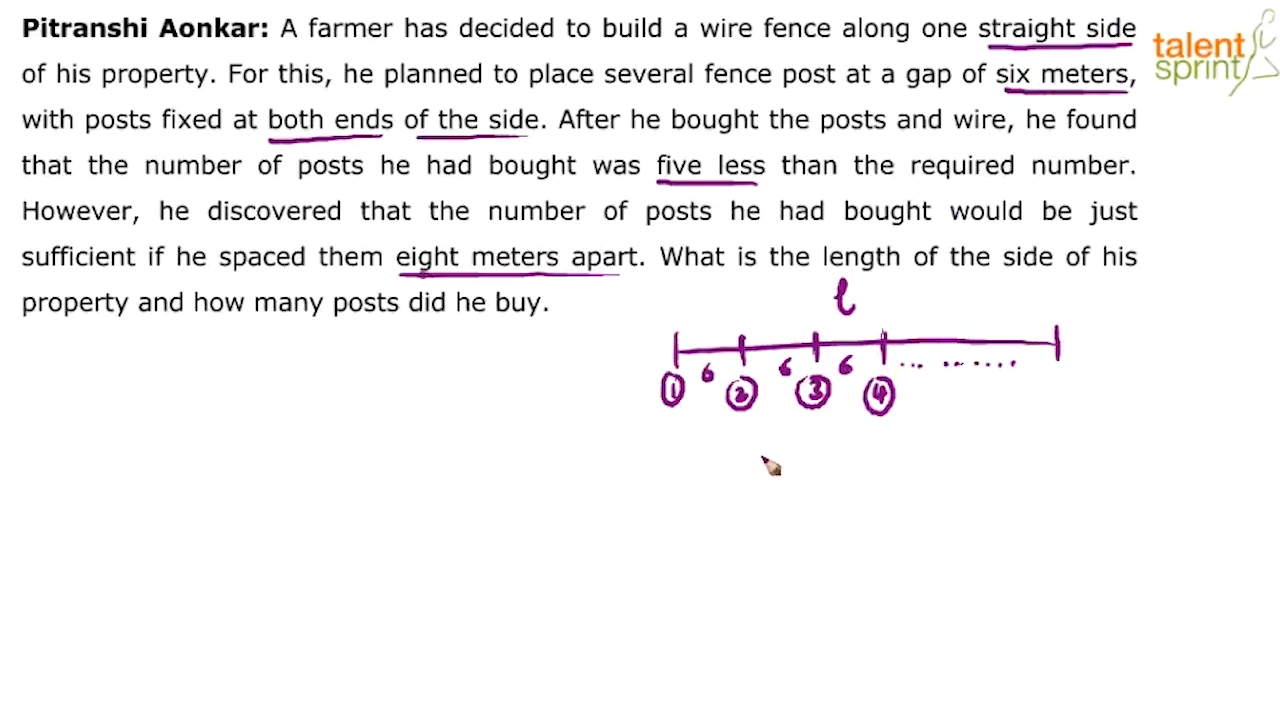 Pitranshi Aonkar: A farmer has decided to build a wire fence along one straight side
of his property. For this, he planned to place several fence post at a gap of six meters,
with posts fixed at both ends of the side. After he bought the posts and wire, he found
that the number of posts he had bought was five less than the required number.
However, he discovered that the number of posts he had bought would be just
sufficient if he spaced them eight meters apart. What is the length of the side of his
property and how many posts did he buy.
talent
sprint
l
6 6 6 ... ... ....
1 2 3 4